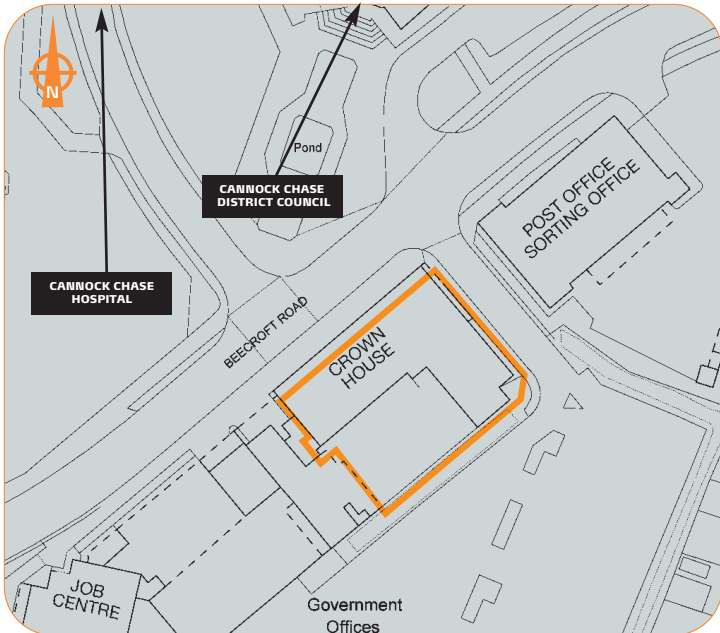 N
Pond
CANNOCK CHASE
DISTRICT COUNCIL
POST OFFICE
SORTING OFFICE
CANNOCK CHASE
HOSPITAL
BEECROFT ROAD
CROWN
HOUSE
JOB
CENTRE
Government
Offices